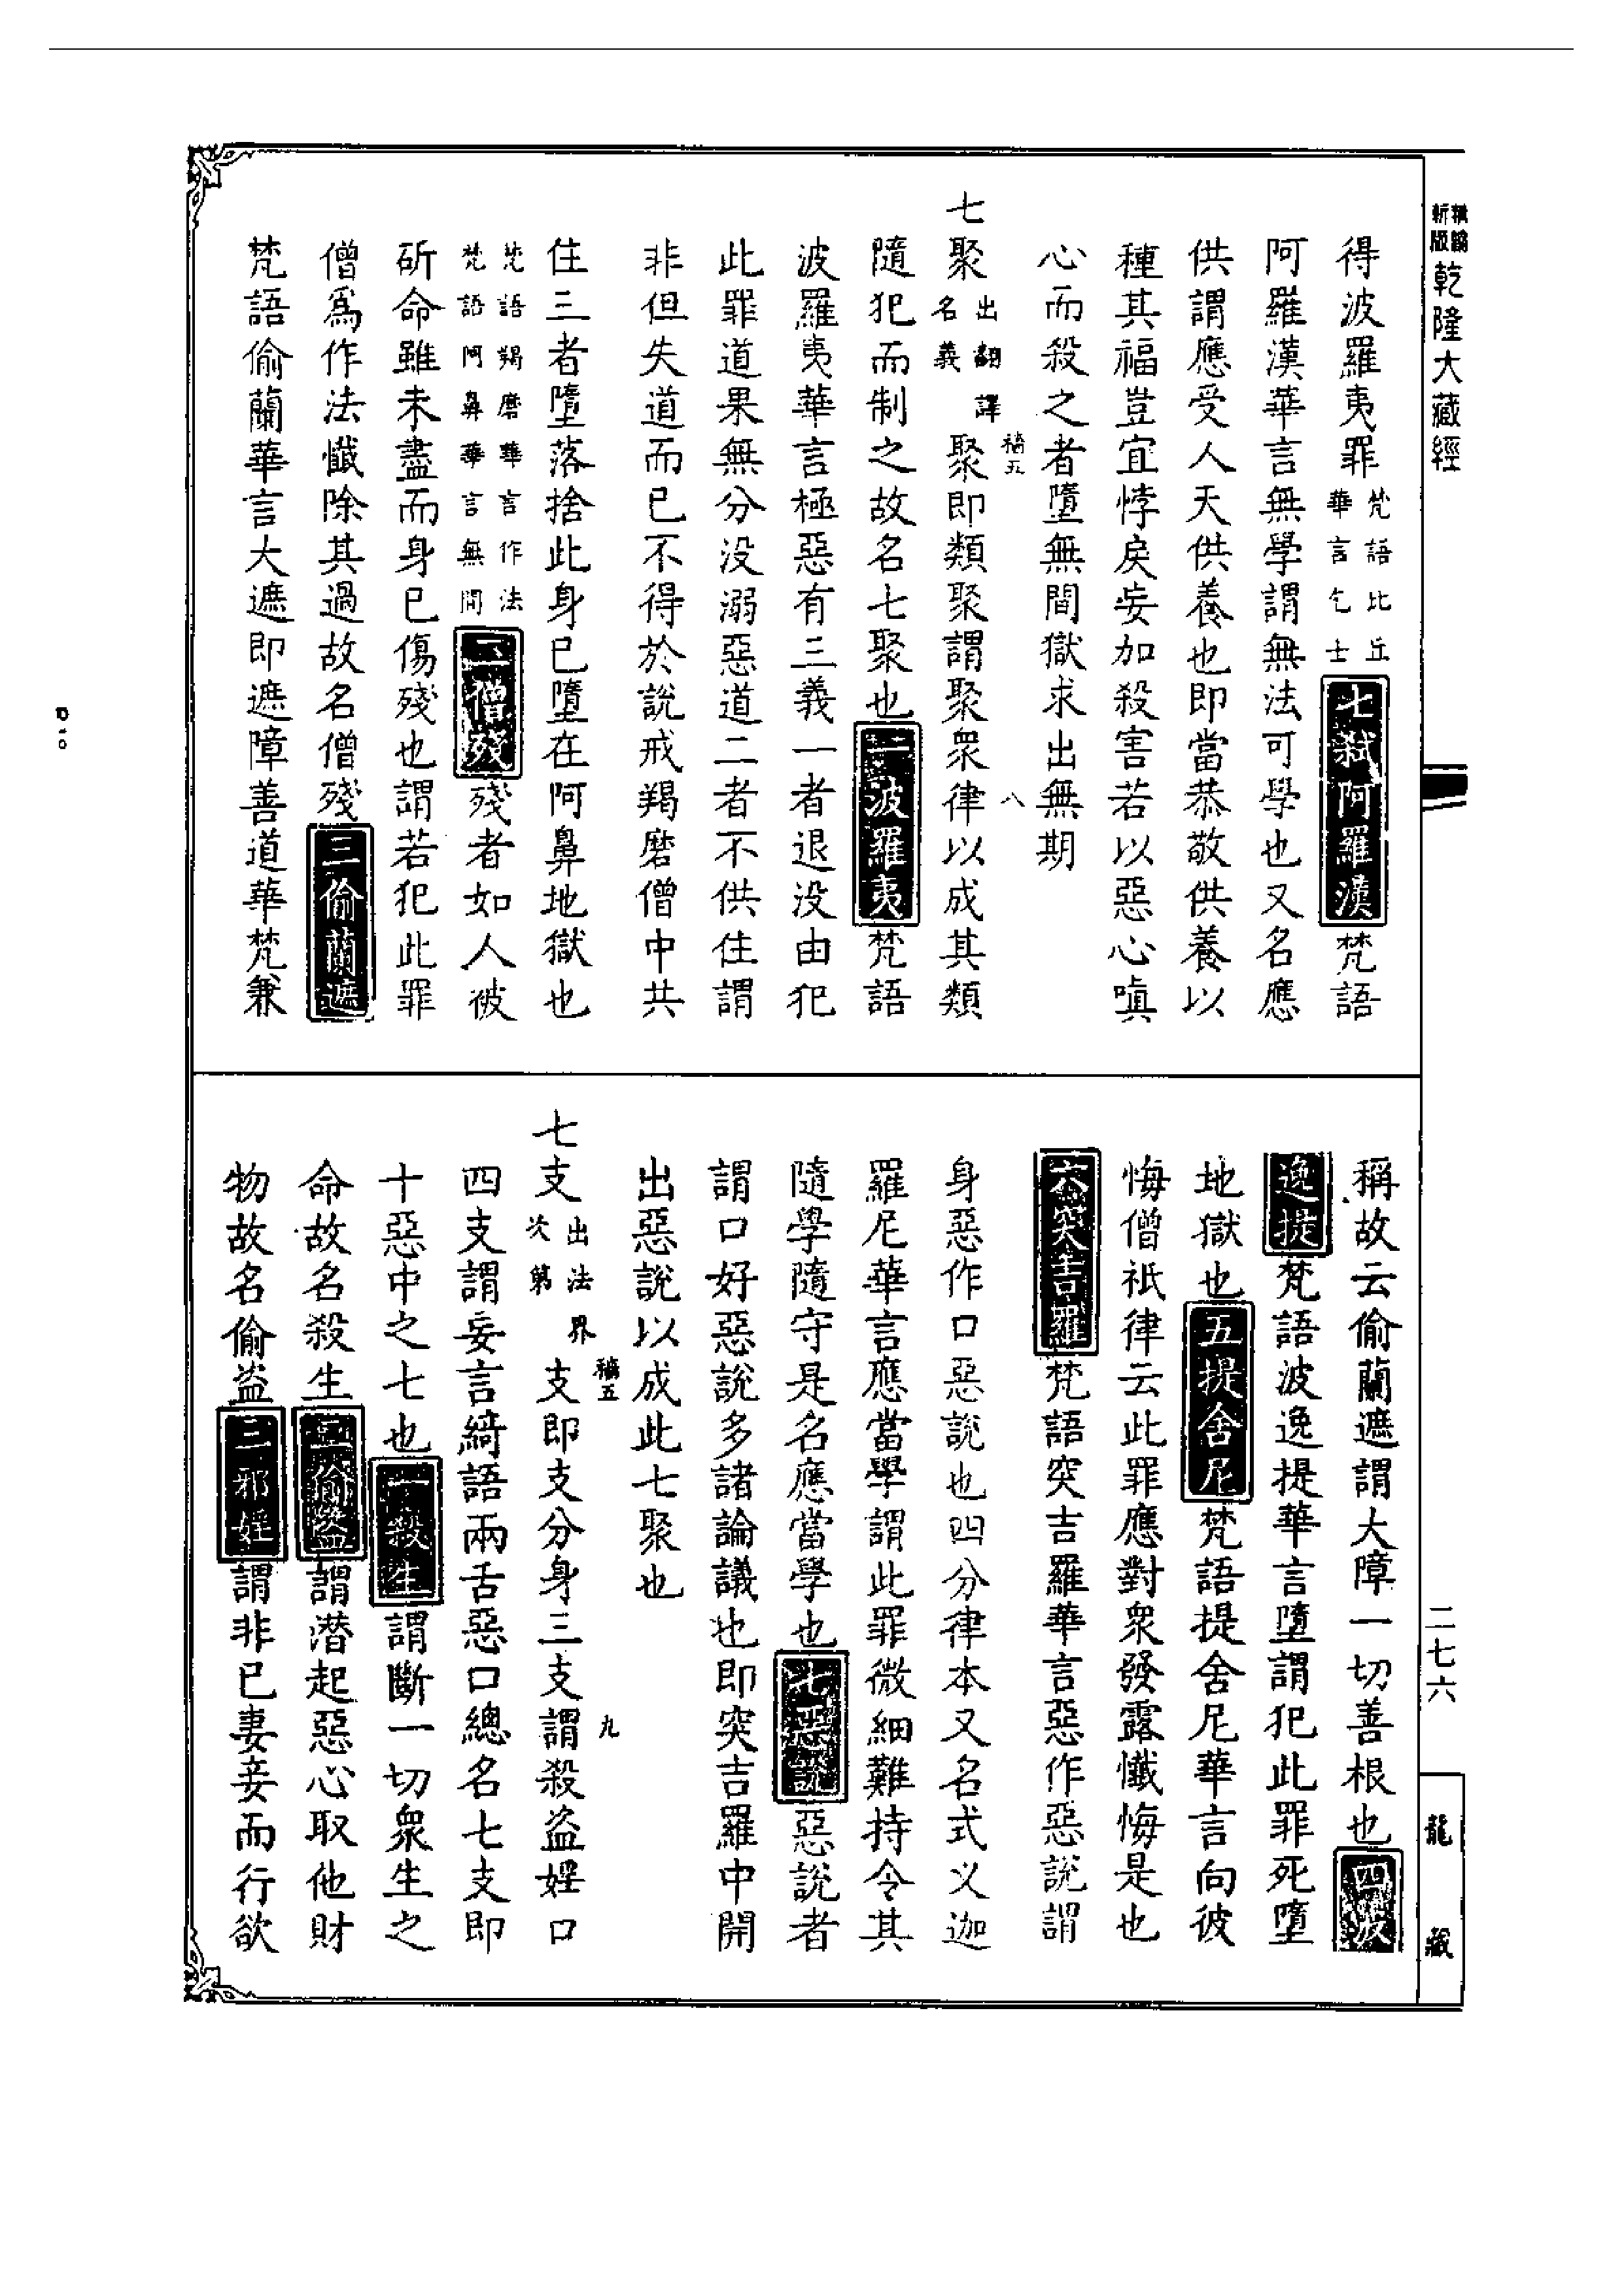 新版
乾隆大藏經
得波羅夷罪梵語比丘華言乞士七弒阿羅漢梵語
阿羅漢華言無學謂無法可學也又名應
供謂應受人天供養也即當恭敬供養以
種其福豈宜悖戾妄加殺害若以惡心嗔
心而殺之者墮無間獄求出無期
七聚出翻譯名義聚即類聚謂聚眾律以成其類
隨犯而制之故名七聚也一波羅夷梵語
波羅夷華言極惡有三義一者退没由犯
此罪道果無分没溺惡道二者不供住謂
非但失道而已不得於說戒羯磨僧中共
住三者墮落捨此身已墮在阿鼻地獄也
梵語羯磨華言作法梵語阿鼻華言無間二僧殘殘者如人彼
斫命雖未盡而身已傷殘也謂若犯此罪
僧爲作法懺除其過故名僧殘三偷蘭遮
梵語偷蘭華言大遮即遮障善道華梵兼
稱故云偷蘭遮謂大障一切善根也四波
逸提梵語波逸提華言墮謂犯此罪死墮
地獄也五提舍尼梵語提舍尼華言向彼
悔僧祇律云此罪應對眾發露懺悔是也
六突吉羅梵語突吉羅華言惡作惡說謂
身惡作口惡說也四分律本又名式叉迦
羅尼華言應當學謂此罪微細難持令其
隨學隨守是名應當學也七惡說惡說者
謂口好惡說多諸論議也即突吉羅中開
出惡說以成此七聚也
七支出法界次第支即支分身三支謂殺盗婬口
四支謂妄言綺語兩舌惡口總名七支即
十惡中之七也一殺生謂斷一切眾生之
命故名殺生二偷盗謂潛起惡心取他財
物故名偷盗三邪婬謂非已妻妾而行欲
二七六
龍藏